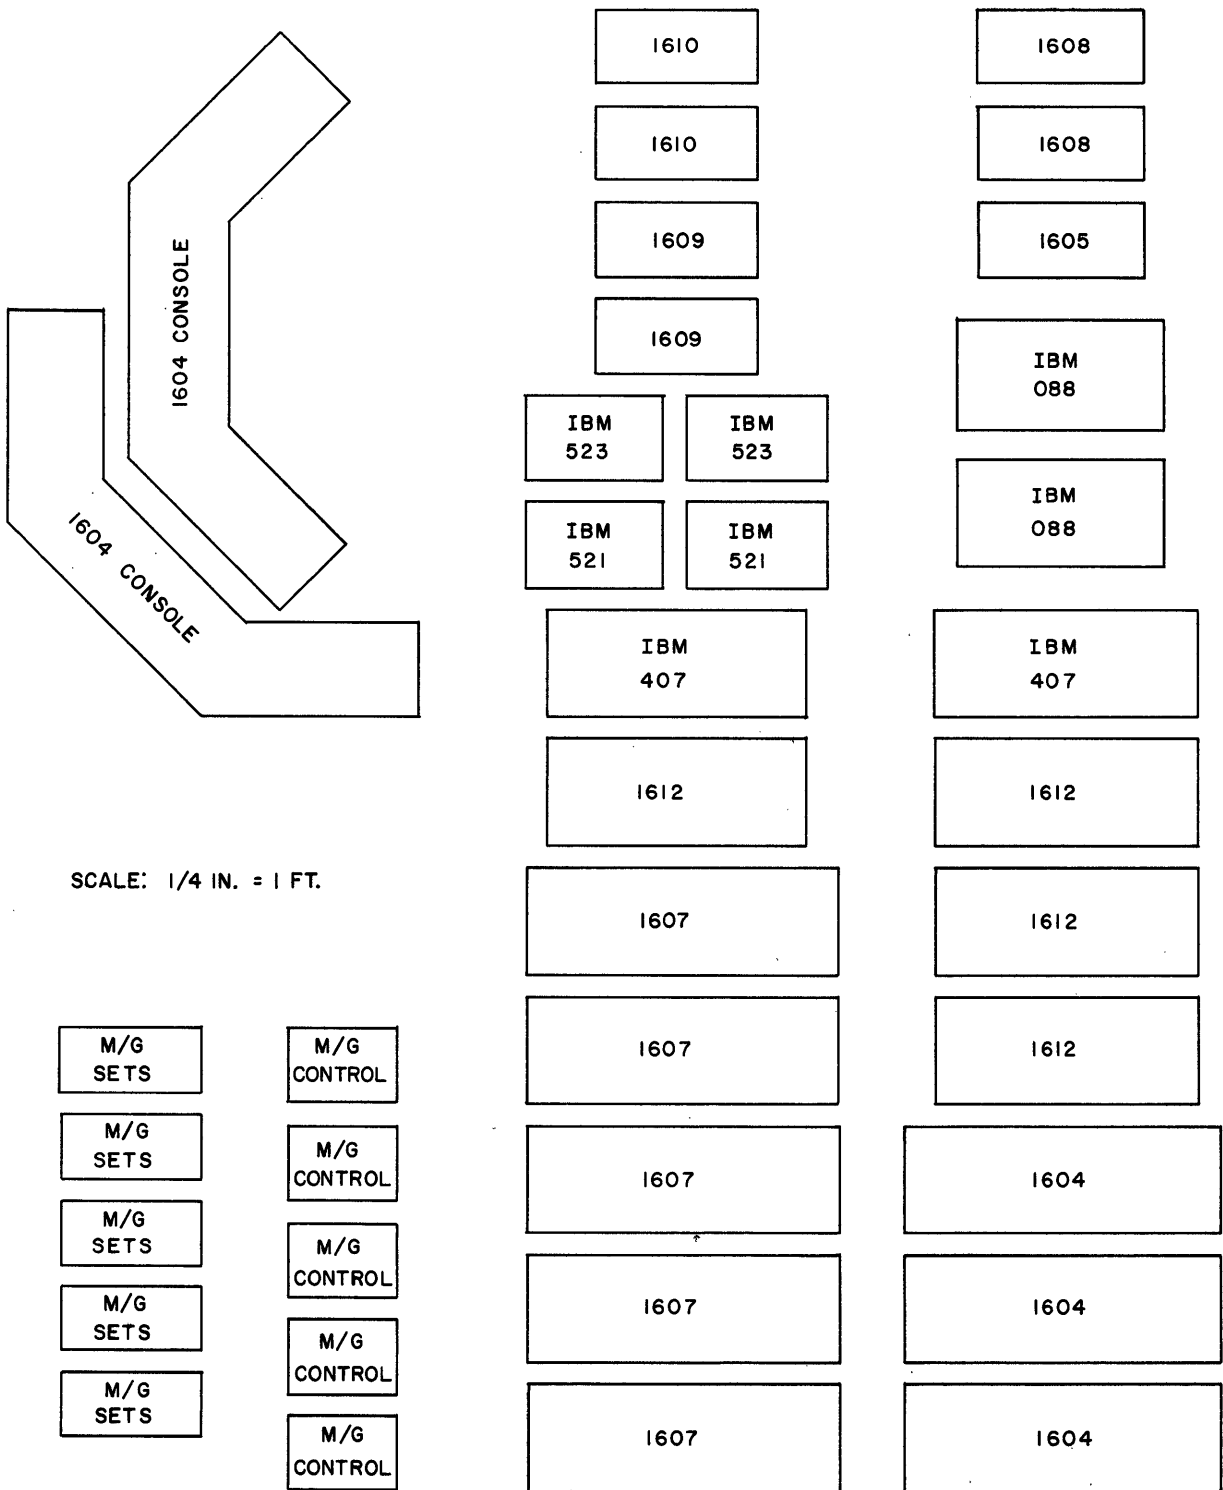 1604 CONSOLE
1604 CONSOLE
SCALE: 1/4 IN. = 1 FT.
M/G
SETS
M/G
SETS
M/G
SETS
M/G
SETS
M/G
SETS
M/G
CONTROL
M/G
CONTROL
M/G
CONTROL
M/G
CONTROL
M/G
CONTROL
1610
1610
1609
1609
IBM
523
IBM
523
IBM
521
IBM
521
IBM
407
1612
1607
1607
1607
1607
1607
1608
1608
1605
IBM
088
IBM
088
IBM
407
1612
1612
1612
1604
1604
1604